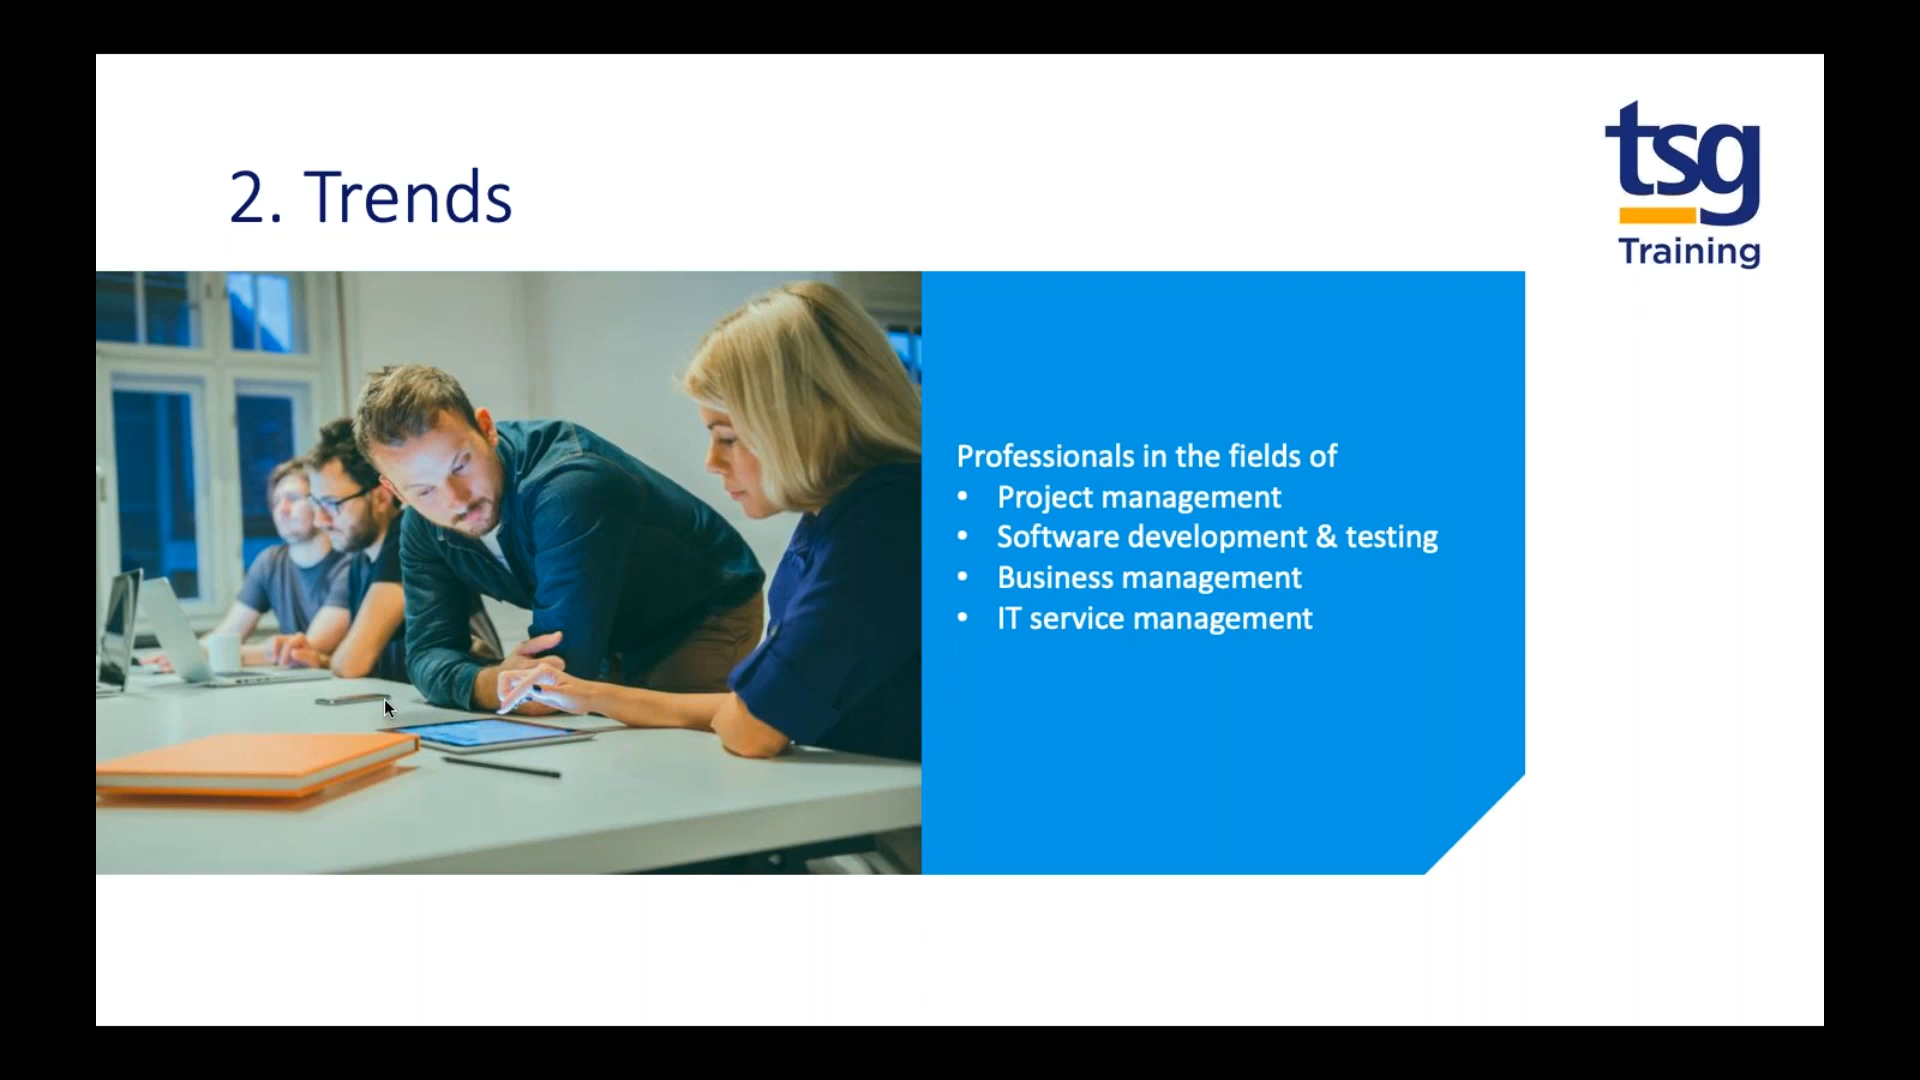 tsg
Training
2. Trends
Professionals in the fields of
• Project management
• Software development & testing
• Business management
• IT service management